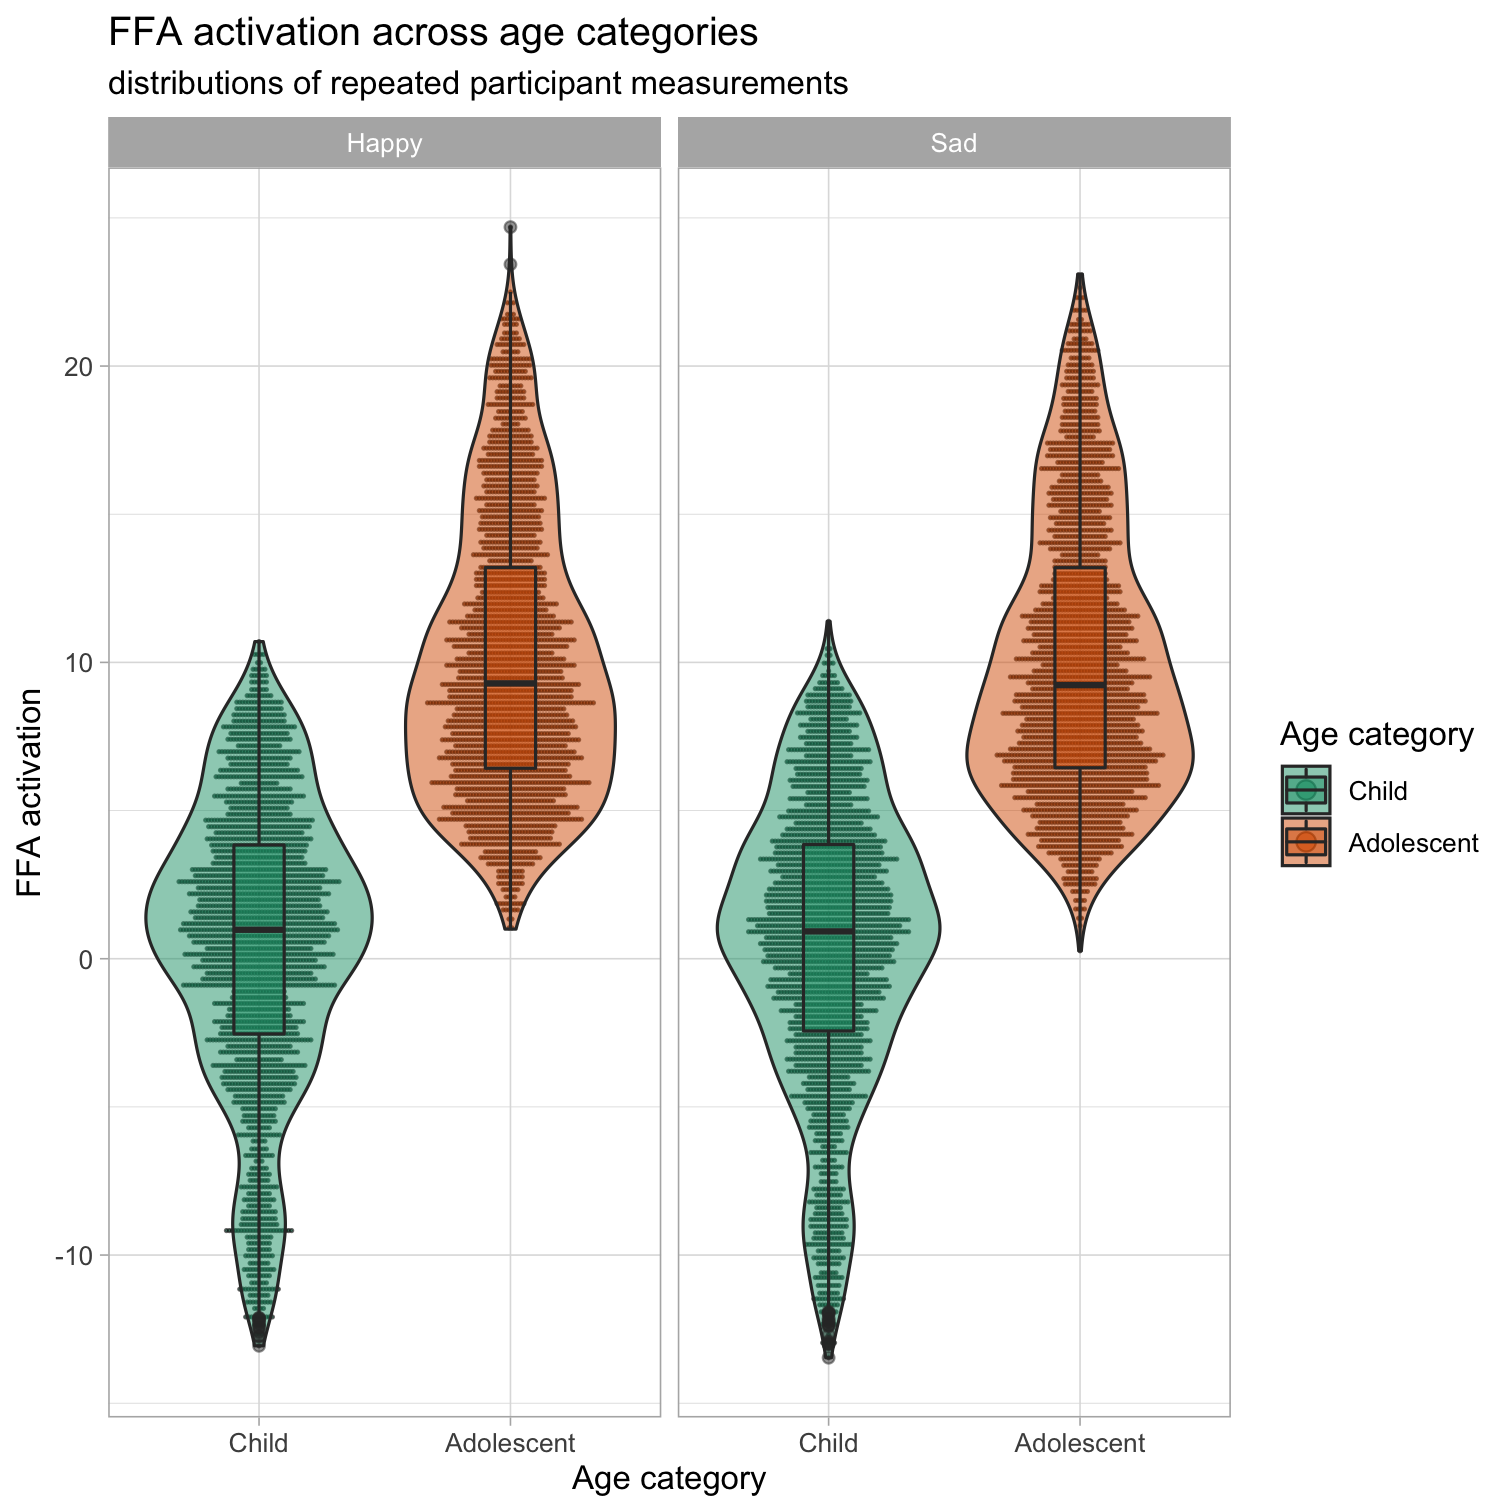 FFA activation across age categories
distributions of repeated participant measurements
Happy
Sad
20
10
0
-10
FFA activation
Child
Adolescent
Child
Adolescent
Age category
Age category
Child
Adolescent